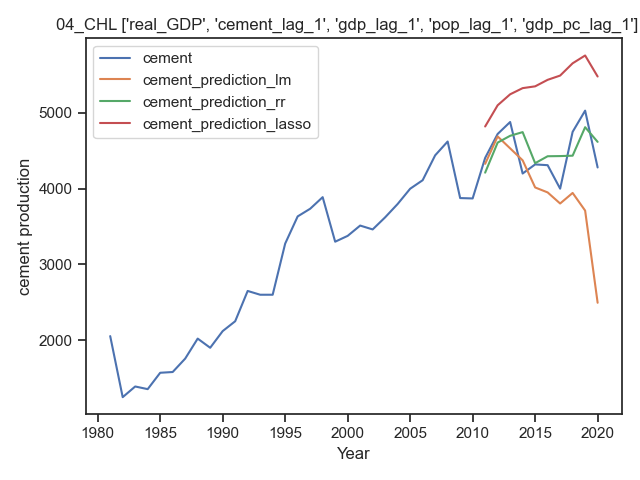 04_CHL ['real_GDP', 'cement_lag_1', 'gdp_lag_1', 'pop_lag_1', 'gdp_pc_lag_1']
cement
cement_prediction_lm
cement_prediction_rr
cement_prediction_lasso
5000
4000
3000
2000
cement production
1980 1985 1990 1995 2000 2005 2010 2015 2020
Year